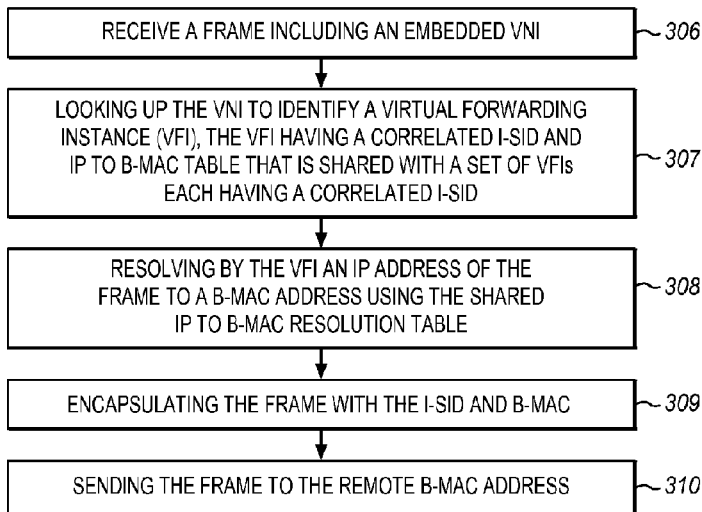 RECEIVE A FRAME INCLUDING AN EMBEDDED VNI
306
LOOKING UP THE VNI TO IDENTIFY A VIRTUAL FORWARDING
INSTANCE (VFI), THE VFI HAVING A CORRELATED I-SID AND
IP TO B-MAC TABLE THAT IS SHARED WITH A SET OF VFIs
EACH HAVING A CORRELATED I-SID
307
RESOLVING BY THE VFI AN IP ADDRESS OF THE
FRAME TO A B-MAC ADDRESS USING THE SHARED
IP TO B-MAC RESOLUTION TABLE
308
ENCAPSULATING THE FRAME WITH THE I-SID AND B-MAC
309
SENDING THE FRAME TO THE REMOTE B-MAC ADDRESS
310